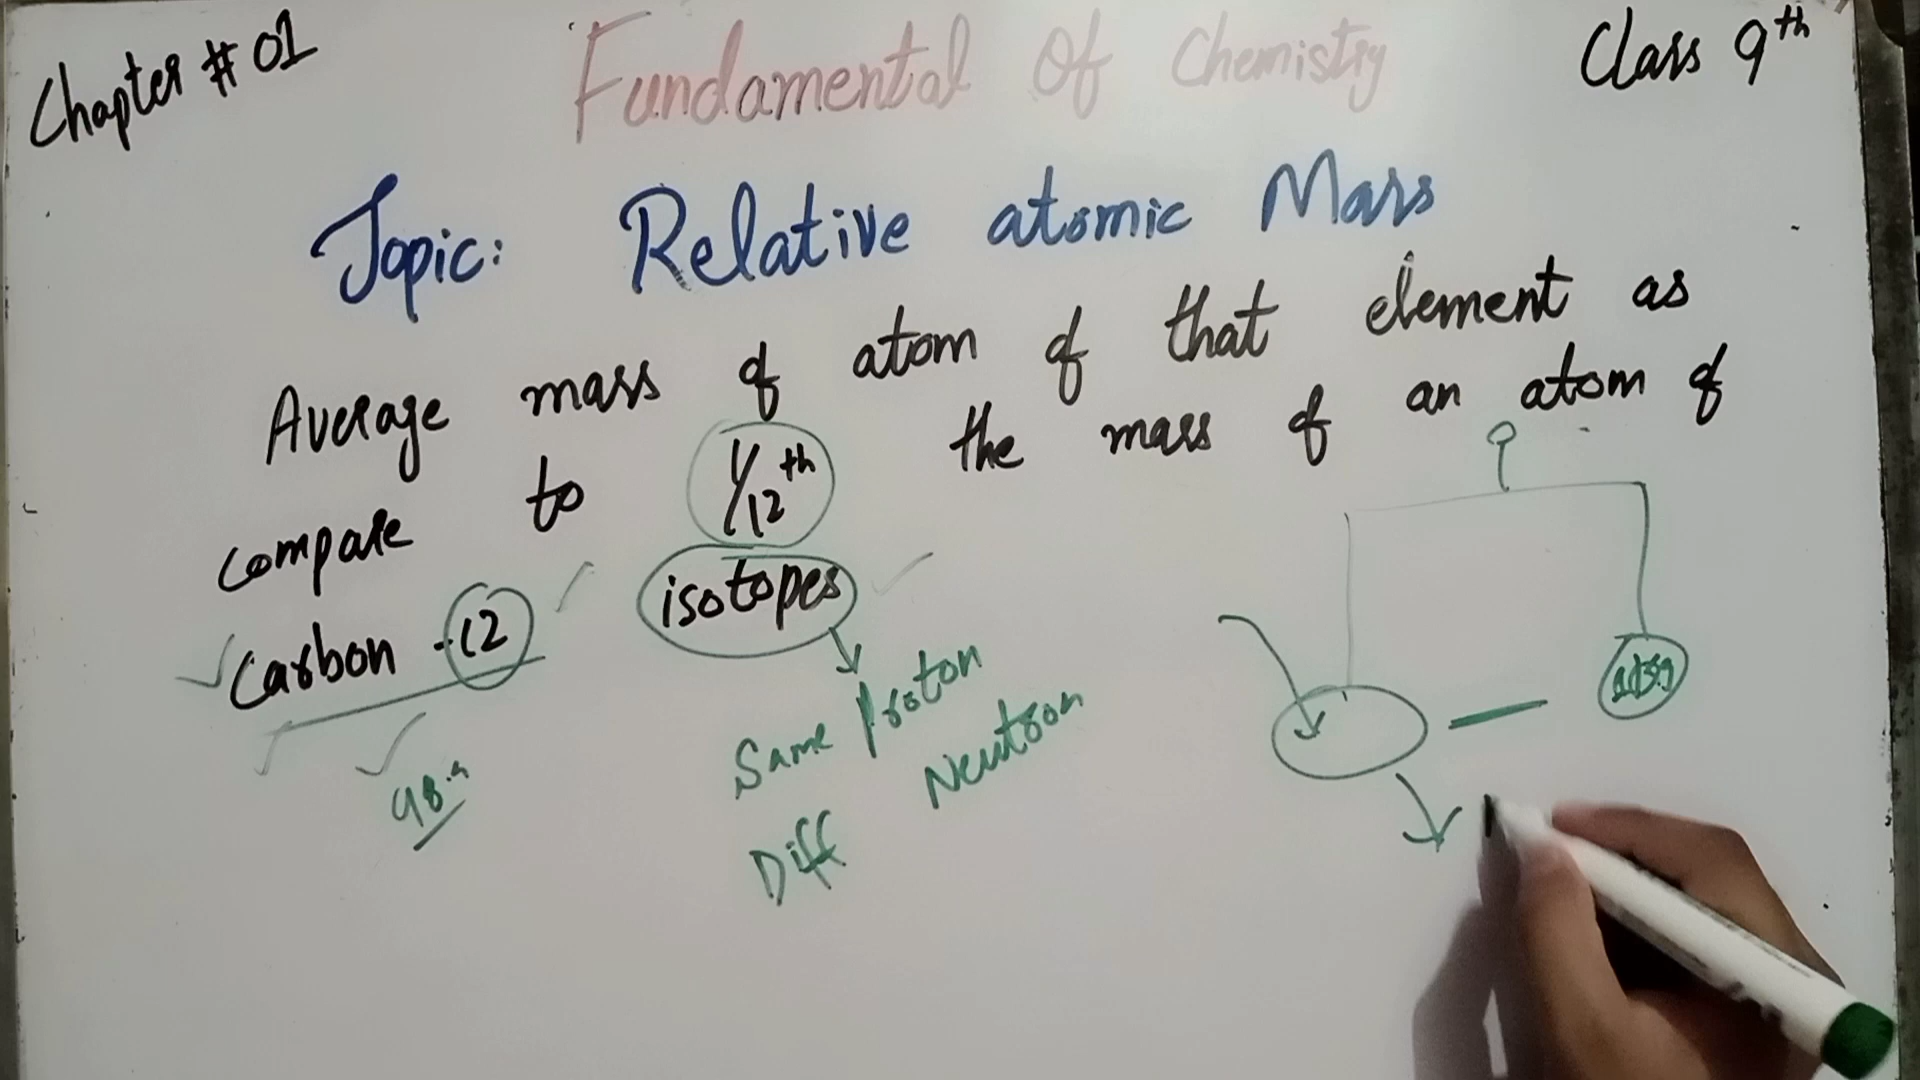 Chapter # 01
Fundamental Of Chemistry
Class 9th
Topic: Relative atomic Mass
Average mass of atom of that element as
compare to 1/12th the mass of an atom of
Carbon -12 isotopes
Same Proton
Diff Neutron
98.9